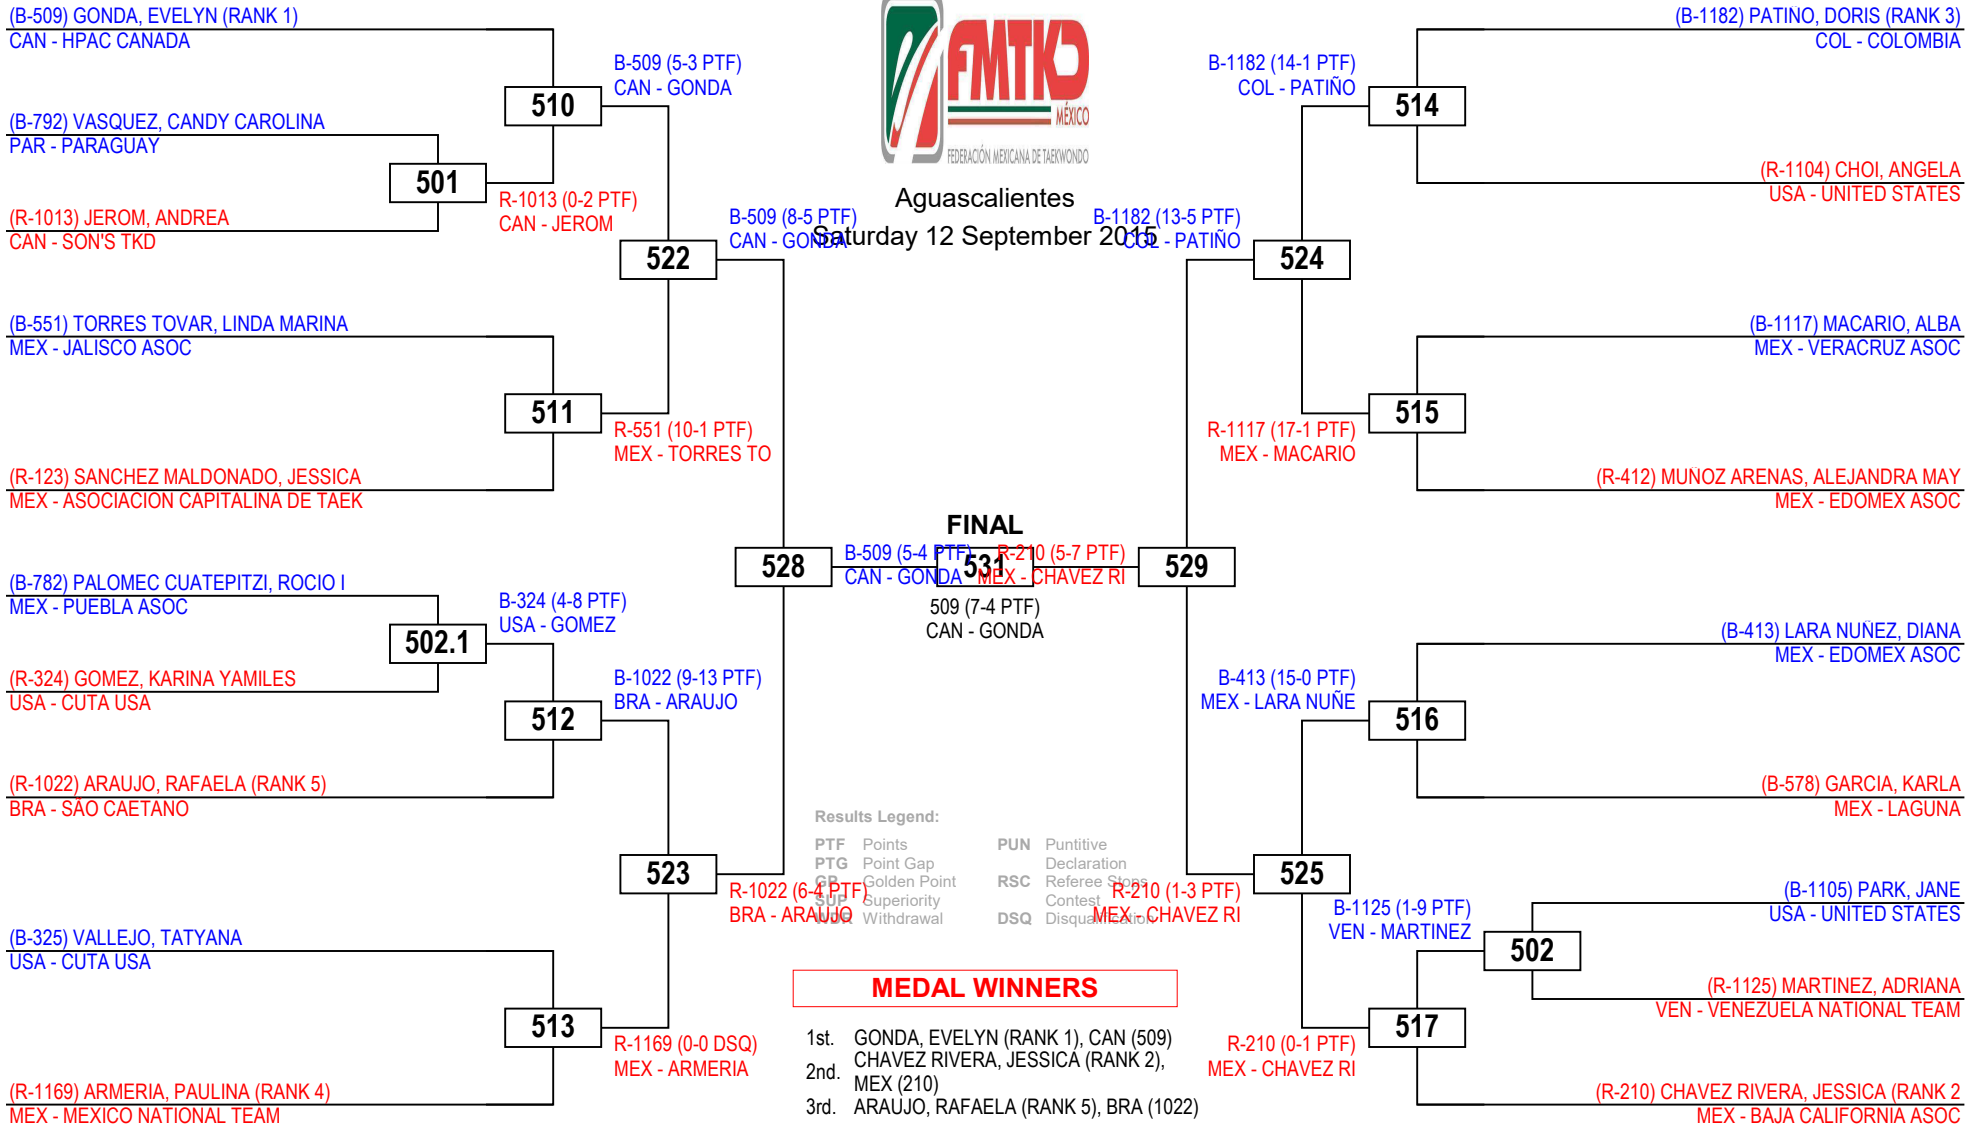 (B-509) GONDA, EVELYN (RANK 1)
CAN - HPAC CANADA
(B-792) VASQUEZ, CANDY CAROLINA
PAR - PARAGUAY
(R-1013) JEROM, ANDREA
CAN - SON'S TKD
(B-551) TORRES TOVAR, LINDA MARINA
MEX - JALISCO ASOC
(R-123) SANCHEZ MALDONADO, JESSICA
MEX - ASOCIACION CAPITALINA DE TAEK
(B-782) PALOMEC CUATEPITZI, ROCIO I
MEX - PUEBLA ASOC
(R-324) GOMEZ, KARINA YAMILES
USA - CUTA USA
(R-1022) ARAUJO, RAFAELA (RANK 5)
BRA - SÃO CAETANO
(B-325) VALLEJO, TATYANA
USA - CUTA USA
(R-1169) ARMERIA, PAULINA (RANK 4)
MEX - MEXICO NATIONAL TEAM
501
R-1013 (0-2 PTF)
CAN - JEROM
502.1
B-324 (4-8 PTF)
USA - GOMEZ
510
B-509 (5-3 PTF)
CAN - GONDA
511
R-551 (10-1 PTF)
MEX - TORRES TO
512
B-1022 (9-13 PTF)
BRA - ARAUJO
513
R-1169 (0-0 DSQ)
MEX - ARMERIA
522
B-509 (8-5 PTF)
CAN - GONDA
523
R-1022 (6-4 PTF)
BRA - ARAUJO
528
B-509 (5-4 PTF)
CAN - GONDA
FMTKD
MÉXICO
FEDERACIÓN MEXICANA DE TAEKWONDO
Aguascalientes
Saturday 12 September 2015
FINAL
531
509 (7-4 PTF)
CAN - GONDA
R-210 (5-7 PTF)
MEX - CHAVEZ RI
529
B-1182 (13-5 PTF)
COL - PATIÑO
524
R-210 (1-3 PTF)
MEX - CHAVEZ RI
525
B-1182 (14-1 PTF)
COL - PATIÑO
514
R-1117 (17-1 PTF)
MEX - MACARIO
515
B-413 (15-0 PTF)
MEX - LARA NUÑE
516
R-210 (0-1 PTF)
MEX - CHAVEZ RI
517
B-1125 (1-9 PTF)
VEN - MARTINEZ
502
(B-1182) PATIÑO, DORIS (RANK 3)
COL - COLOMBIA
(R-1104) CHOI, ANGELA
USA - UNITED STATES
(B-1117) MACARIO, ALBA
MEX - VERACRUZ ASOC
(R-412) MUÑOZ ARENAS, ALEJANDRA MAY
MEX - EDOMEX ASOC
(B-413) LARA NUÑEZ, DIANA
MEX - EDOMEX ASOC
(B-578) GARCIA, KARLA
MEX - LAGUNA
(B-1105) PARK, JANE
USA - UNITED STATES
(R-1125) MARTINEZ, ADRIANA
VEN - VENEZUELA NATIONAL TEAM
(R-210) CHAVEZ RIVERA, JESSICA (RANK 2
MEX - BAJA CALIFORNIA ASOC
Results Legend:
PTF Points
PTG Point Gap
GP Golden Point
SUP Superiority
WDR Withdrawal
PUN Puntitive
Declaration
RSC Referee Stops
Contest
DSQ Disqualification
MEDAL WINNERS
1st. GONDA, EVELYN (RANK 1), CAN (509)
2nd. CHAVEZ RIVERA, JESSICA (RANK 2),
MEX (210)
3rd. ARAUJO, RAFAELA (RANK 5), BRA (1022)